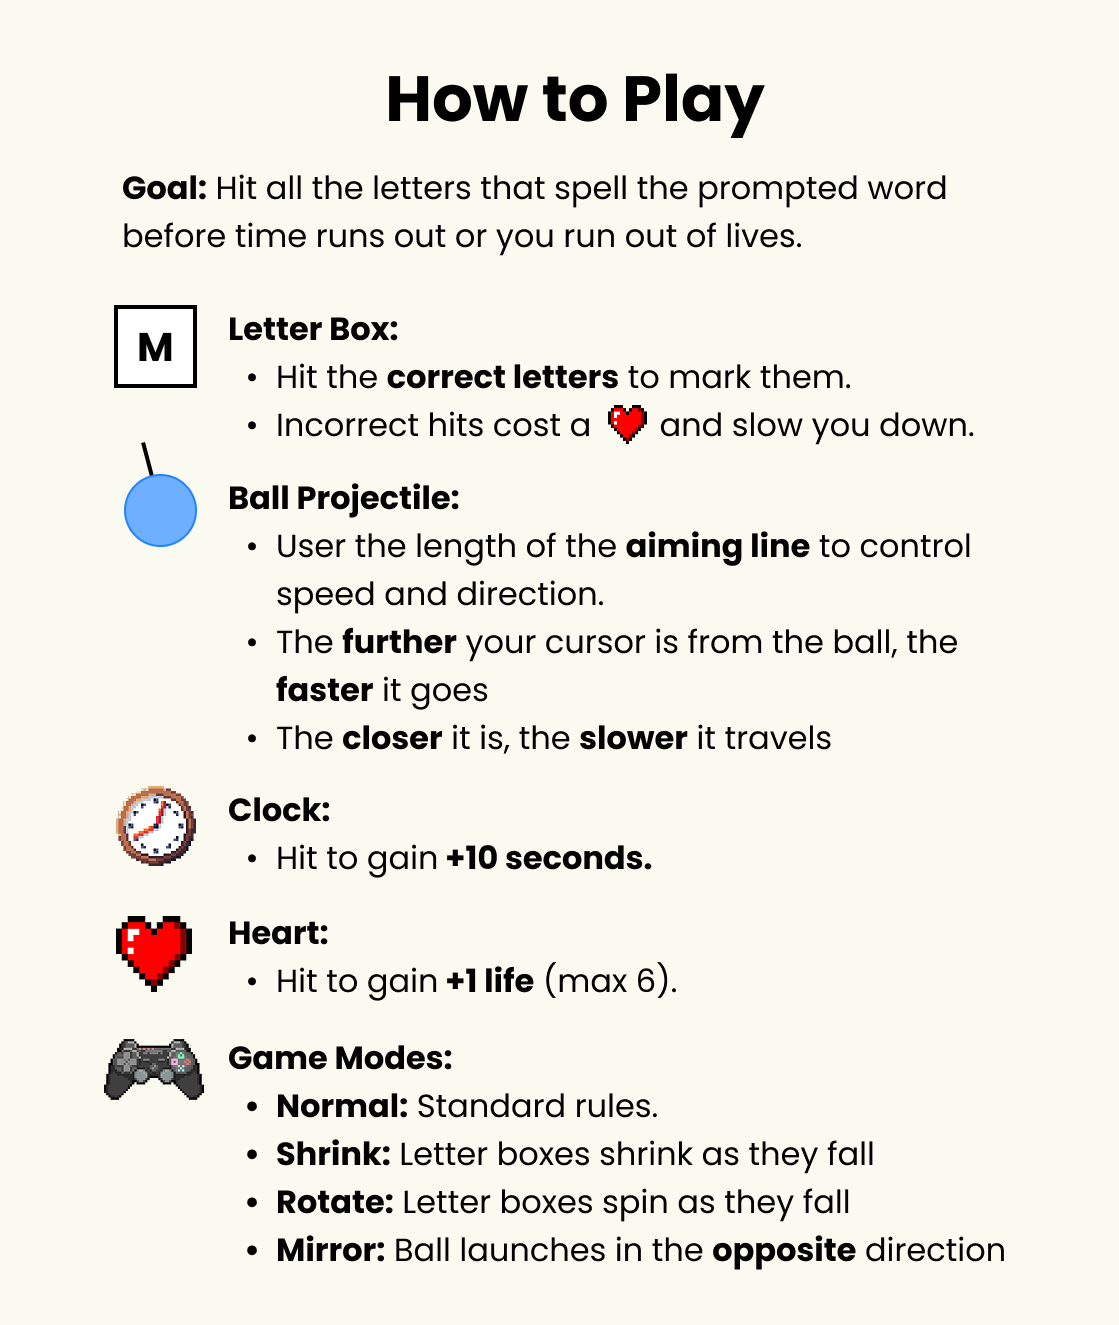 How to Play
Goal: Hit all the letters that spell the prompted word
before time runs out or you run out of lives.
M
Letter Box:
• Hit the correct letters to mark them.
• Incorrect hits cost a and slow you down.
Ball Projectile:
• User the length of the aiming line to control
speed and direction.
• The further your cursor is from the ball, the
faster it goes
• The closer it is, the slower it travels
Clock:
• Hit to gain +10 seconds.
Heart:
• Hit to gain +1 life (max 6).
Game Modes:
• Normal: Standard rules.
• Shrink: Letter boxes shrink as they fall
• Rotate: Letter boxes spin as they fall
• Mirror: Ball launches in the opposite direction